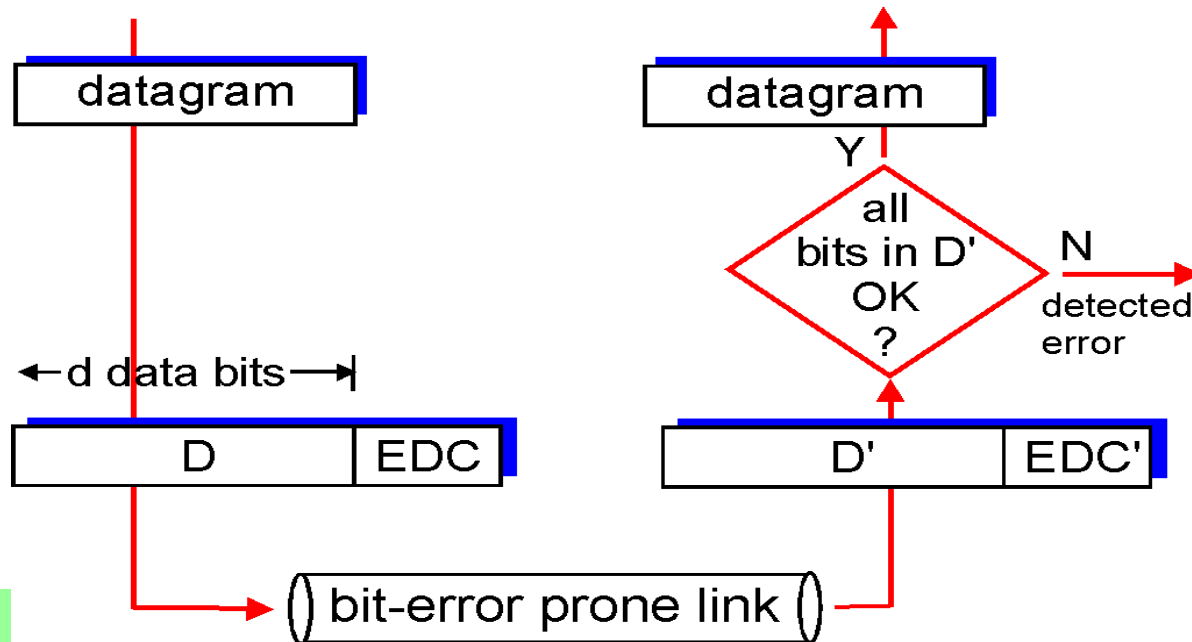 datagram
d data bits
D
EDC
bit-error prone link
D'
EDC'
all
bits in D'
OK
?
Y
N
detected
error
datagram